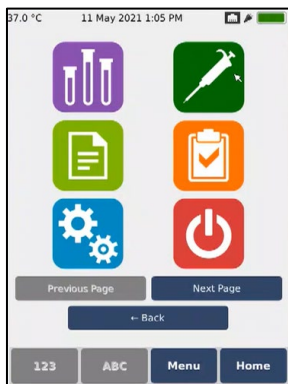 37.0 °C 11 May 2021 1:05 PM
Previous Page Next Page
← Back
123 ABC Menu Home